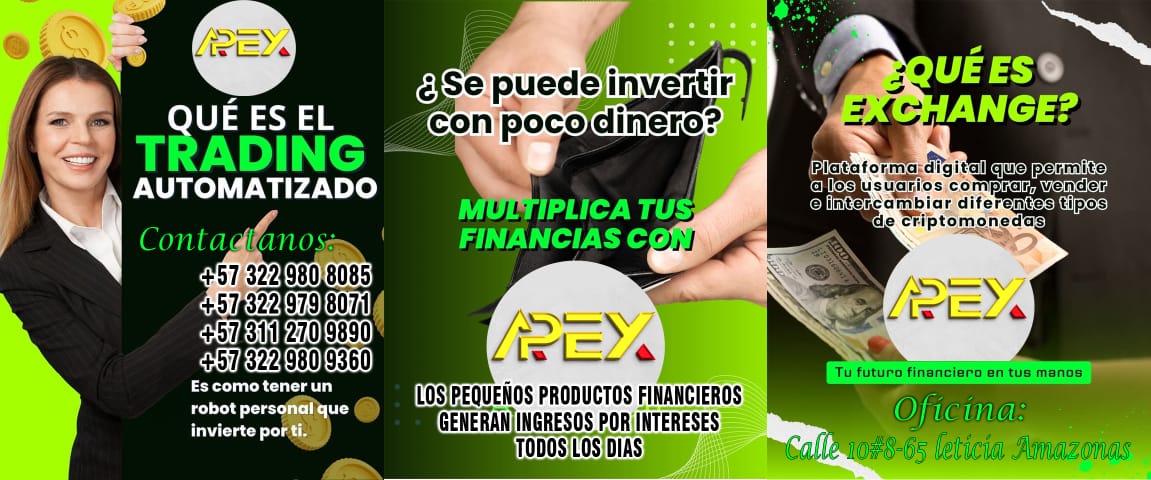 APEX
QUÉ ES EL
TRADING
AUTOMATIZADO
Contactanos:
+57 322 980 8085
+57 322 979 8071
+57 311 270 9890
+57 322 980 9360
Es como tener un
robot personal que
invierte por ti.
¿ Se puede invertir
con poco dinero?
MULTIPLICA TUS
FINANCIAS CON
APEX
LOS PEQUEÑOS PRODUCTOS FINANCIEROS
GENERAN INGRESOS POR INTERESES
TODOS LOS DIAS
¿QUÉ ES
EXCHANGE?
Plataforma digital que permite
a los usuarios comprar, vender
e intercambiar diferentes tipos
de criptomonedas
100
APEX
Tu futuro financiero en tus manos
Oficina:
Calle 10#8-65 leticia Amazonas